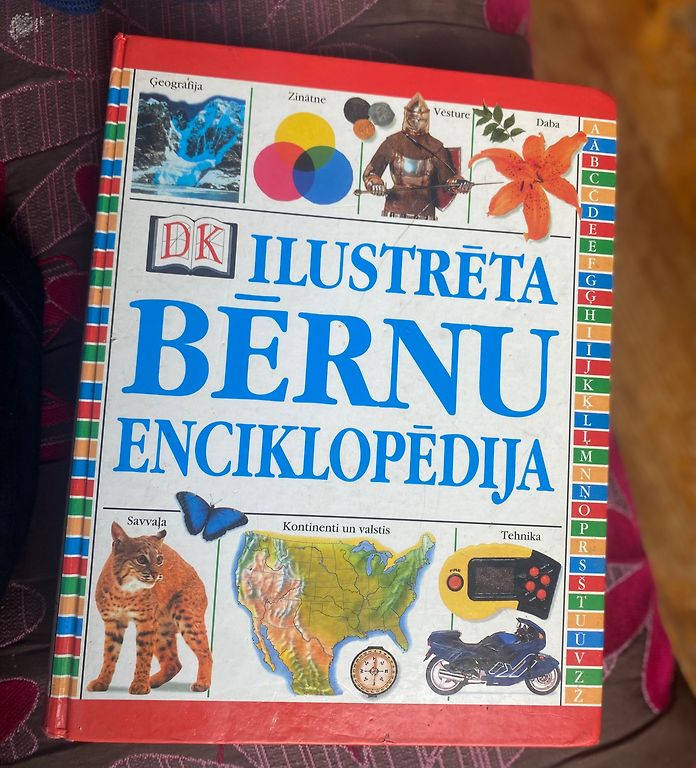 Ģeogrāfija
Zinātne
Vēsture
Daba
DK
ILUSTRĒTA
BĒRNU
ENCIKLOPĒDIJA
Savvaļa
Kontinenti un valstis
Tehnika
A
Ā
B
C
Č
D
E
Ē
F
G
Ģ
H
I
Ī
J
K
Ķ
L
Ļ
M
N
Ņ
O
P
R
S
Š
T
U
Ū
V
Z
Ž